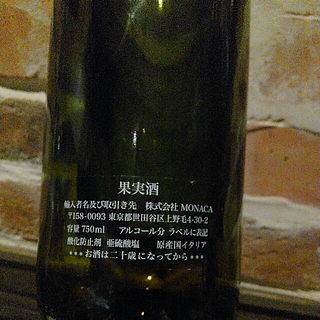 果実酒
輸入者名及び取引き先 株式会社 MONACA
〒158-0093 東京都世田谷区上野毛4-30-2
容量 750ml アルコール分 ラベルに表記
酸化防止剤 亜硫酸塩 原産国イタリア
***お酒は二十歳になってから***